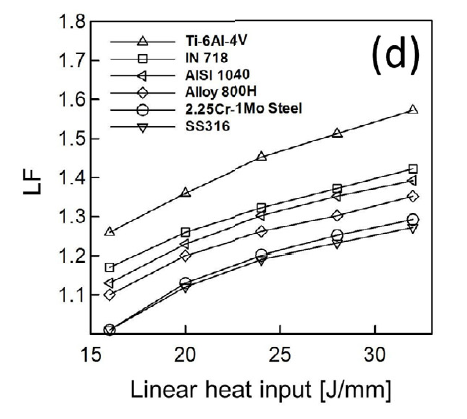 1.8
1.7
1.6
1.5
1.4
1.3
1.2
1.1
LF
Ti-6Al-4V
IN 718
AISI 1040
Alloy 800H
2.25Cr-1Mo Steel
SS316
(d)
15 20 25 30
Linear heat input [J/mm]